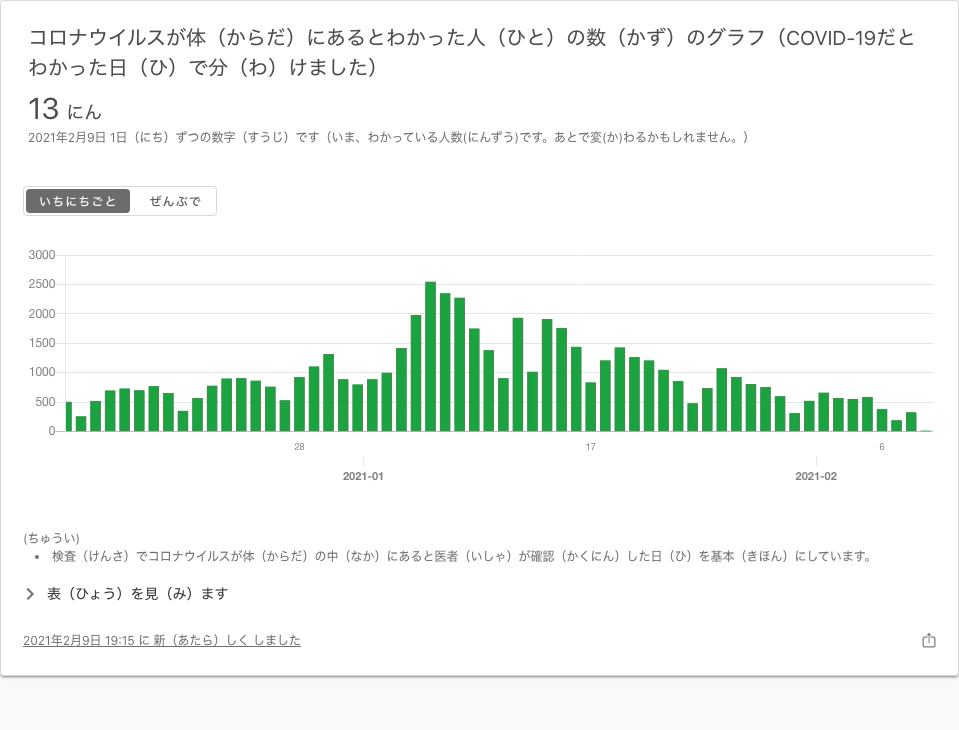 コロナウイルスが体（からだ）にあるとわかった人（ひと）の数（かず）のグラフ（COVID-19だと
わかった日（ひ）で分（わ）けました）
13 にん
2021年2月9日 1日（にち）ずつの数字（すうじ）です（いま、わかっている人数(にんずう)です。あとで変(か)わるかもしれません。）
いちにちごと ぜんぶで
3000
2500
2000
1500
1000
500
0
28 17 6
2021-01 2021-02
(ちゅうい)
• 検査（けんさ）でコロナウイルスが体（からだ）の中（なか）にあると医者（いしゃ）が確認（かくにん）した日（ひ）を基本（きほん）にしています。
表（ひょう）を見（み）ます
2021年2月9日 19:15 に 新（あたら）しく しました